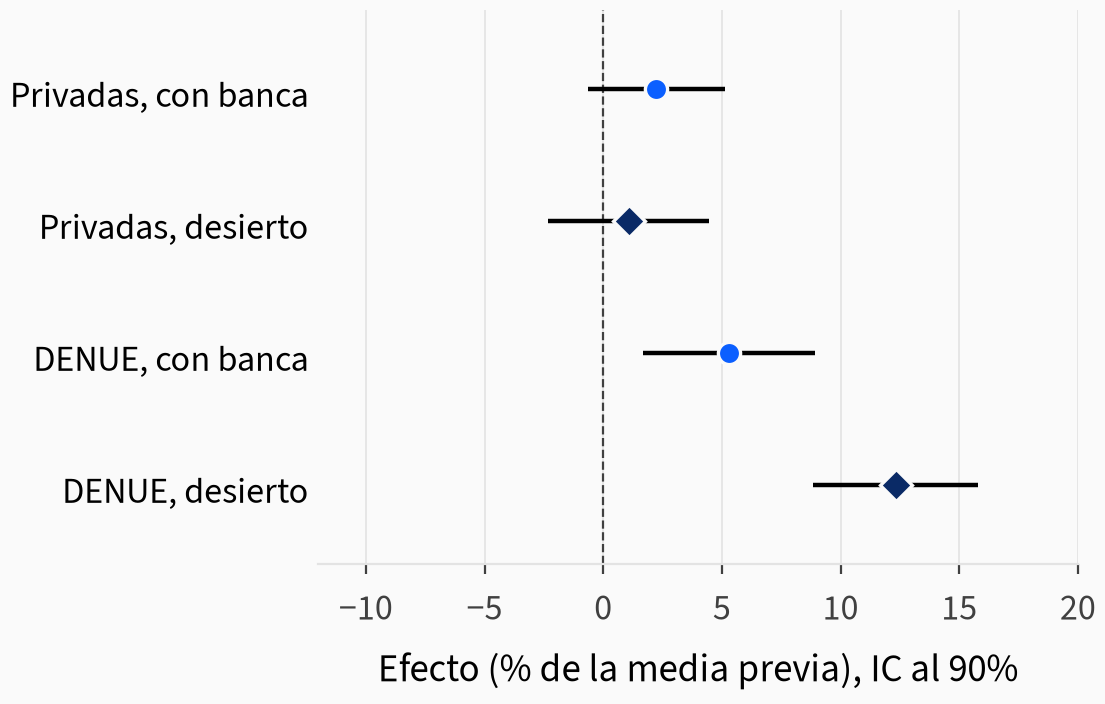 Privadas, con banca
Privadas, desierto
DENUE, con banca
DENUE, desierto
−10 −5 0 5 10 15 20
Efecto (% de la media previa), IC al 90%